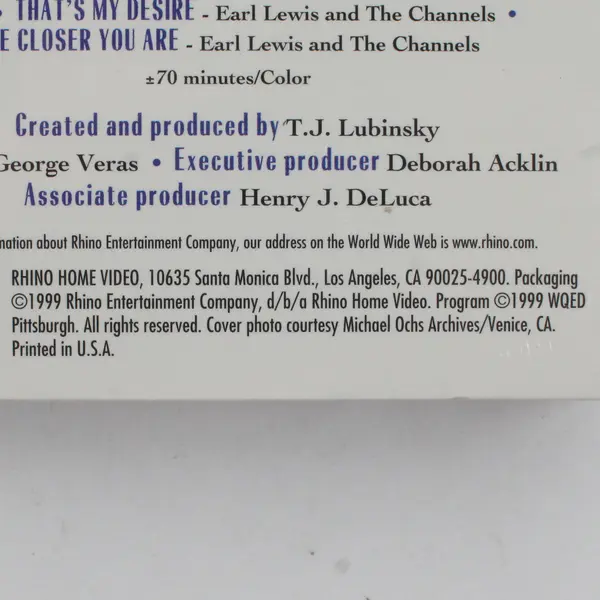 • THAT'S MY DESIRE - Earl Lewis and The Channels •
E CLOSER YOU ARE - Earl Lewis and The Channels
±70 minutes/Color
Created and produced by T.J. Lubinsky
George Veras • Executive producer Deborah Acklin
Associate producer Henry J. DeLuca
mation about Rhino Entertainment Company, our address on the World Wide Web is www.rhino.com.
RHINO HOME VIDEO, 10635 Santa Monica Blvd., Los Angeles, CA 90025-4900. Packaging
©1999 Rhino Entertainment Company, d/b/a Rhino Home Video. Program ©1999 WQED
Pittsburgh. All rights reserved. Cover photo courtesy Michael Ochs Archives/Venice, CA.
Printed in U.S.A.